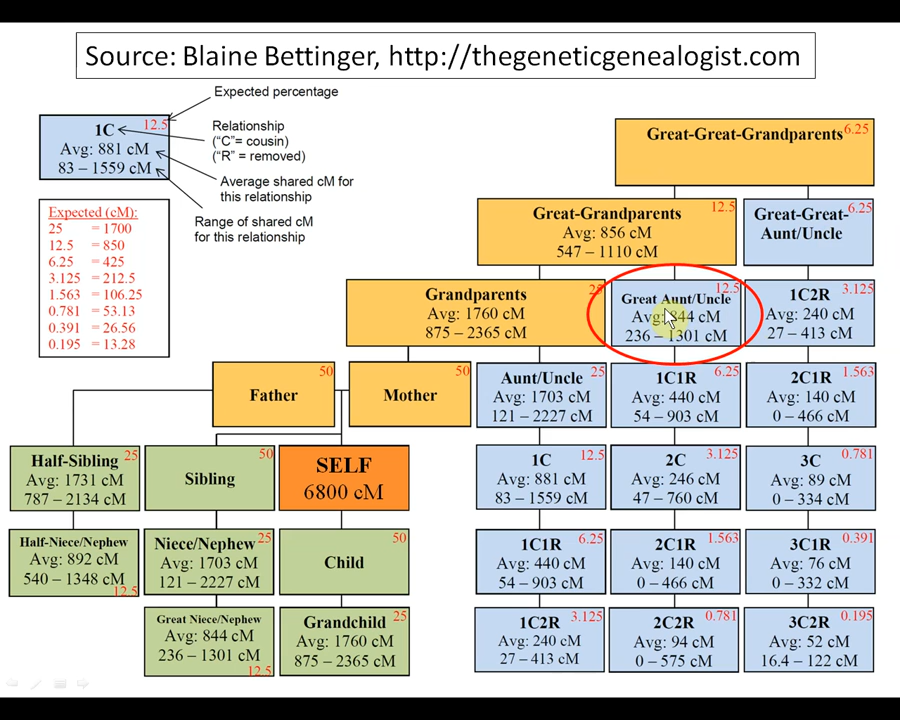 Source: Blaine Bettinger, http://thegeneticgenealogist.com
Expected percentage
1C 12.5
Avg: 881 cM
83 – 1559 cM
Relationship
("C"= cousin)
("R" = removed)
Average shared cM for
this relationship
Range of shared cM
for this relationship
Expected (cM):
25 = 1700
12.5 = 850
6.25 = 425
3.125 = 212.5
1.563 = 106.25
0.781 = 53.13
0.391 = 26.56
0.195 = 13.28
Great-Great-Grandparents 6.25
Great-Grandparents 12.5
Avg: 856 cM
547 – 1110 cM
Great-Great- 6.25
Aunt/Uncle
Grandparents 25
Avg: 1760 cM
875 – 2365 cM
Great Aunt/Uncle 12.5
Avg: 844 cM
236 – 1301 cM
1C2R 3.125
Avg: 240 cM
27 – 413 cM
Father 50
Mother 50
Aunt/Uncle 25
Avg: 1703 cM
121 – 2227 cM
1C1R 6.25
Avg: 440 cM
54 – 903 cM
2C1R 1.563
Avg: 140 cM
0 – 466 cM
Half-Sibling 25
Avg: 1731 cM
787 – 2134 cM
Sibling 50
SELF
6800 cM
1C 12.5
Avg: 881 cM
83 – 1559 cM
2C 3.125
Avg: 246 cM
47 – 760 cM
3C 0.781
Avg: 89 cM
0 – 334 cM
Half-Niece/Nephew
Avg: 892 cM
540 – 1348 cM
12.5
Niece/Nephew 25
Avg: 1703 cM
121 – 2227 cM
Child 50
1C1R 6.25
Avg: 440 cM
54 – 903 cM
2C1R 1.563
Avg: 140 cM
0 – 466 cM
3C1R 0.391
Avg: 76 cM
0 – 332 cM
Great Niece/Nephew
Avg: 844 cM
236 – 1301 cM
12.5
Grandchild 25
Avg: 1760 cM
875 – 2365 cM
1C2R 3.125
Avg: 240 cM
27 – 413 cM
2C2R 0.781
Avg: 94 cM
0 – 575 cM
3C2R 0.195
Avg: 52 cM
16.4 – 122 cM